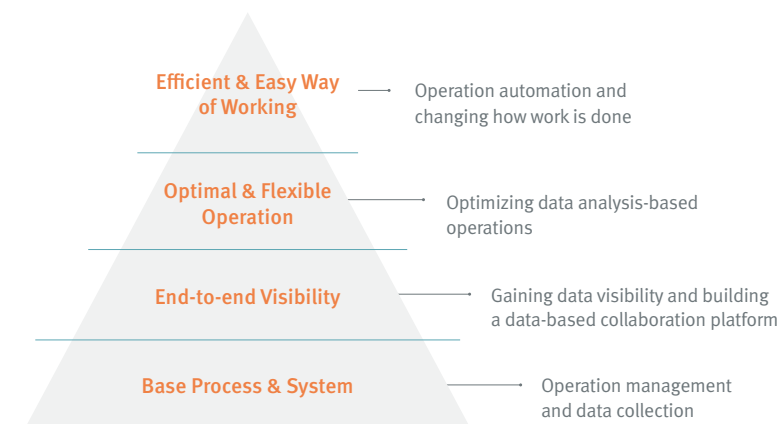 Efficient & Easy Way
of Working
Operation automation and
changing how work is done
Optimal & Flexible
Operation
Optimizing data analysis-based
operations
End-to-end Visibility
Gaining data visibility and building
a data-based collaboration platform
Base Process & System
Operation management
and data collection